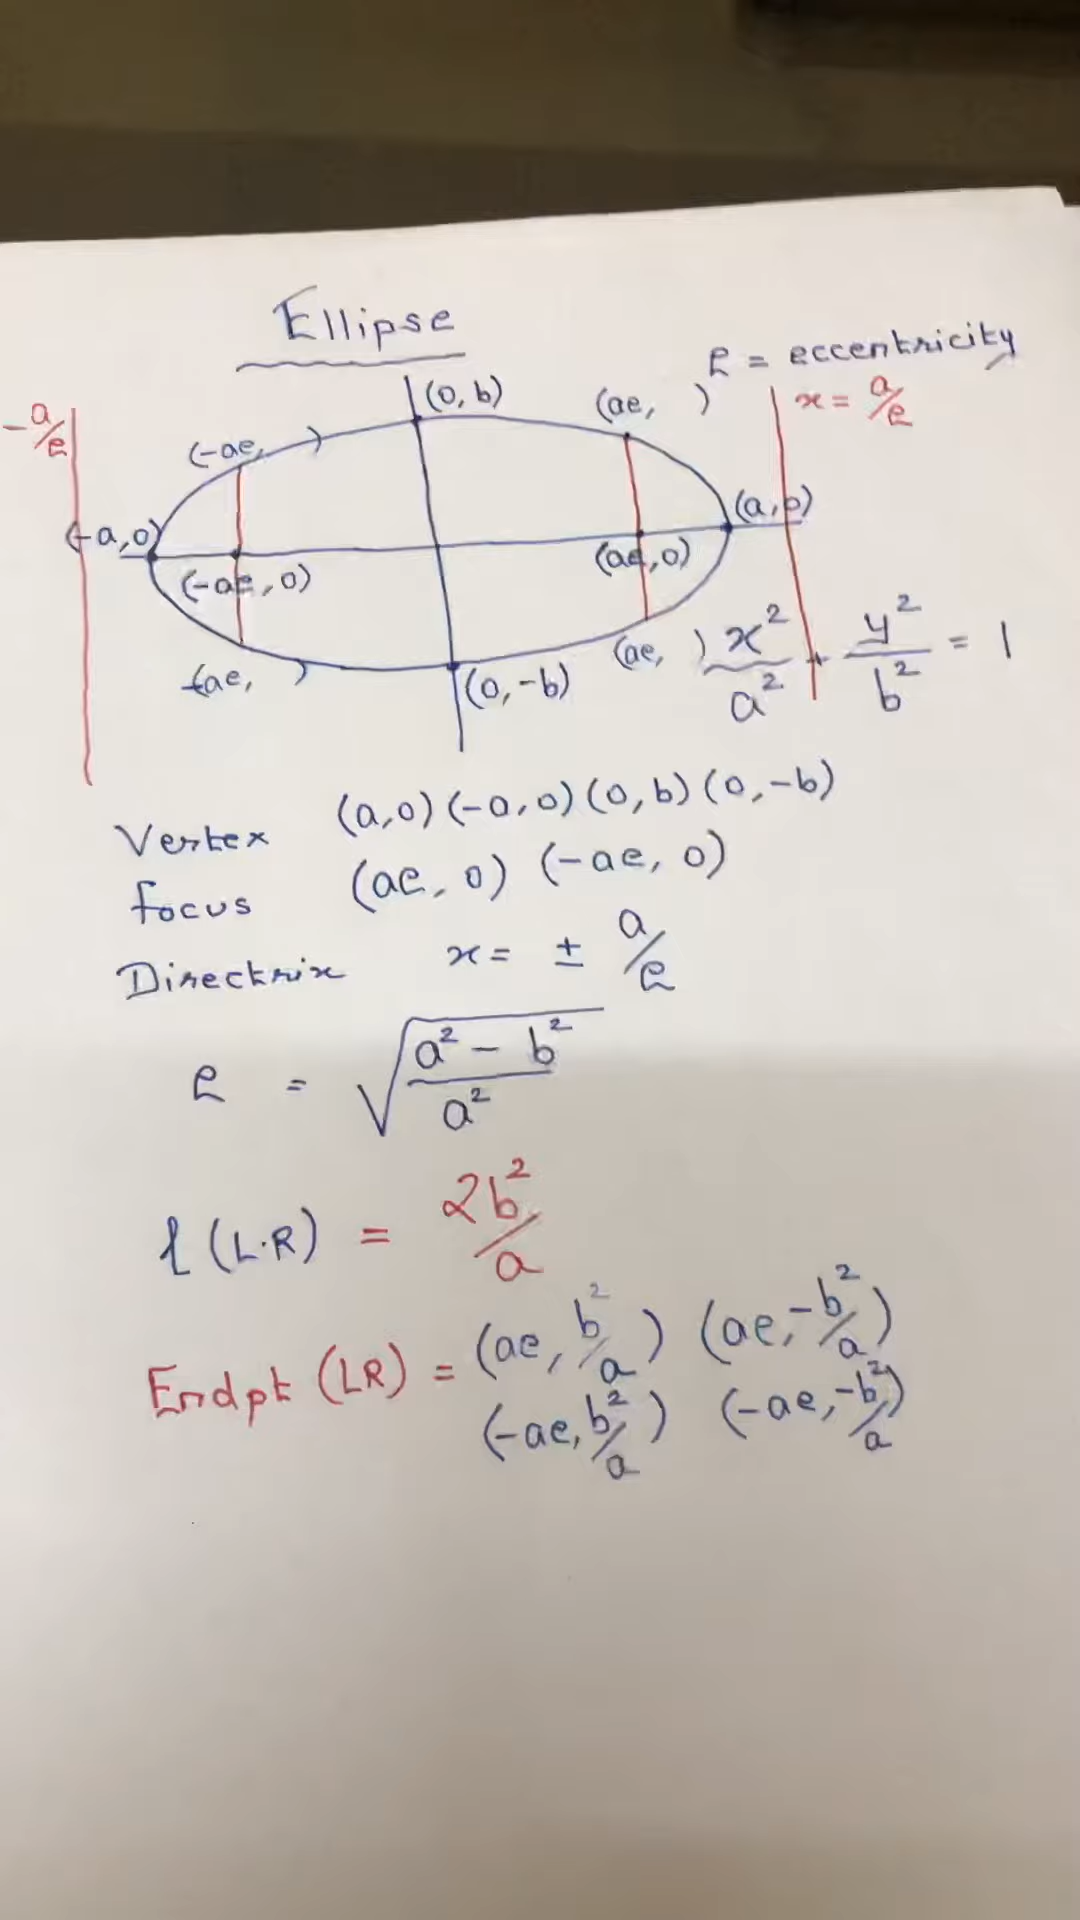 Ellipse
e = eccentricity
x = a/e
-a/e
(0, b)
(ae, )
(-ae, )
(a, 0)
(-a, 0)
(-ae, 0)
(ae, 0)
(-ae, )
(ae, )
(0, -b)
x²/a² + y²/b² = 1
Vertex (a,0) (-a,0) (0,b) (0,-b)
focus (ae, 0) (-ae, 0)
Directrix x = ± a/e
e = √(a² - b²/a²)
l (L.R) = 2b²/a
Endpt (LR) = (ae, b²/a) (ae, -b²/a)
(-ae, b²/a) (-ae, -b²/a)